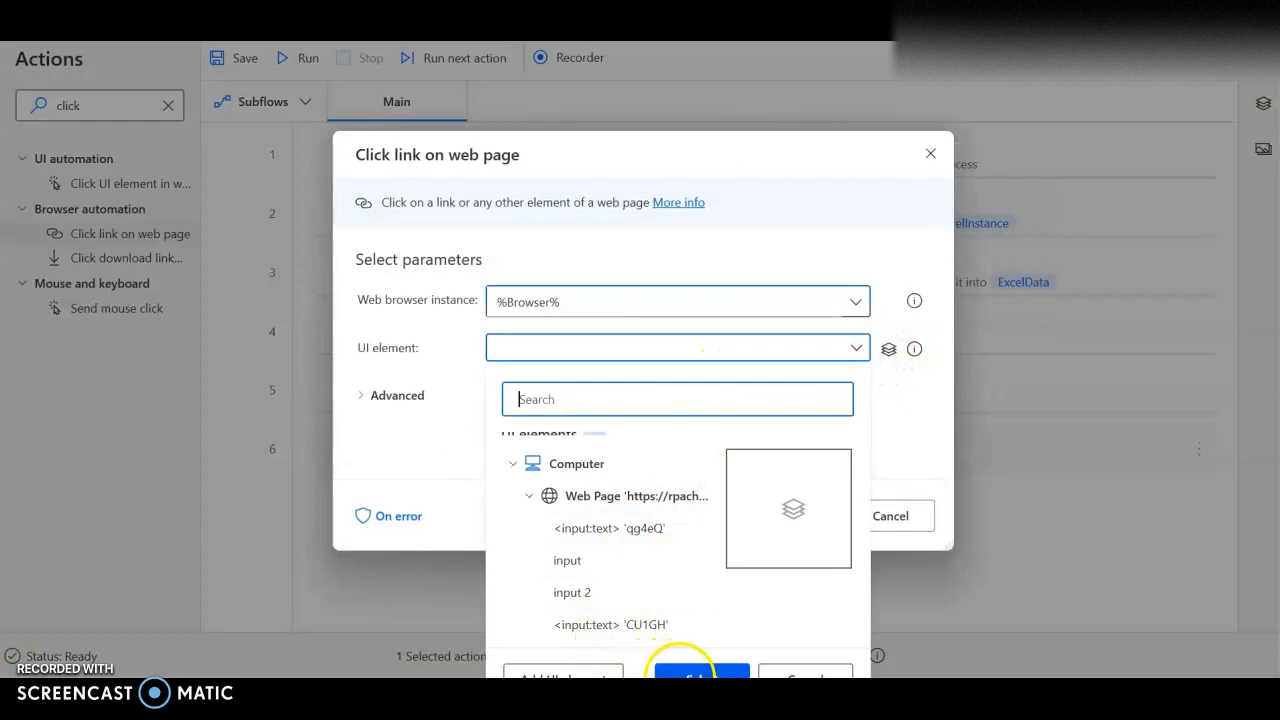 Actions
Save Run Stop Run next action Recorder
click
Subflows Main
UI automation
Click UI element in w...
Browser automation
Click link on web page
Click download link...
Mouse and keyboard
Send mouse click
1
2
3
4
5
6
Click link on web page
Click on a link or any other element of a web page More info
Select parameters
Web browser instance: %Browser%
UI element:
Advanced
Search
UI elements
Computer
Web Page 'https://rpach...
<input:text> 'qg4eQ'
input
input 2
<input:text> 'CU1GH'
On error
Cancel
it into ExcelData
Status: Ready
1 Selected action
RECORDED WITH
SCREENCAST MATIC